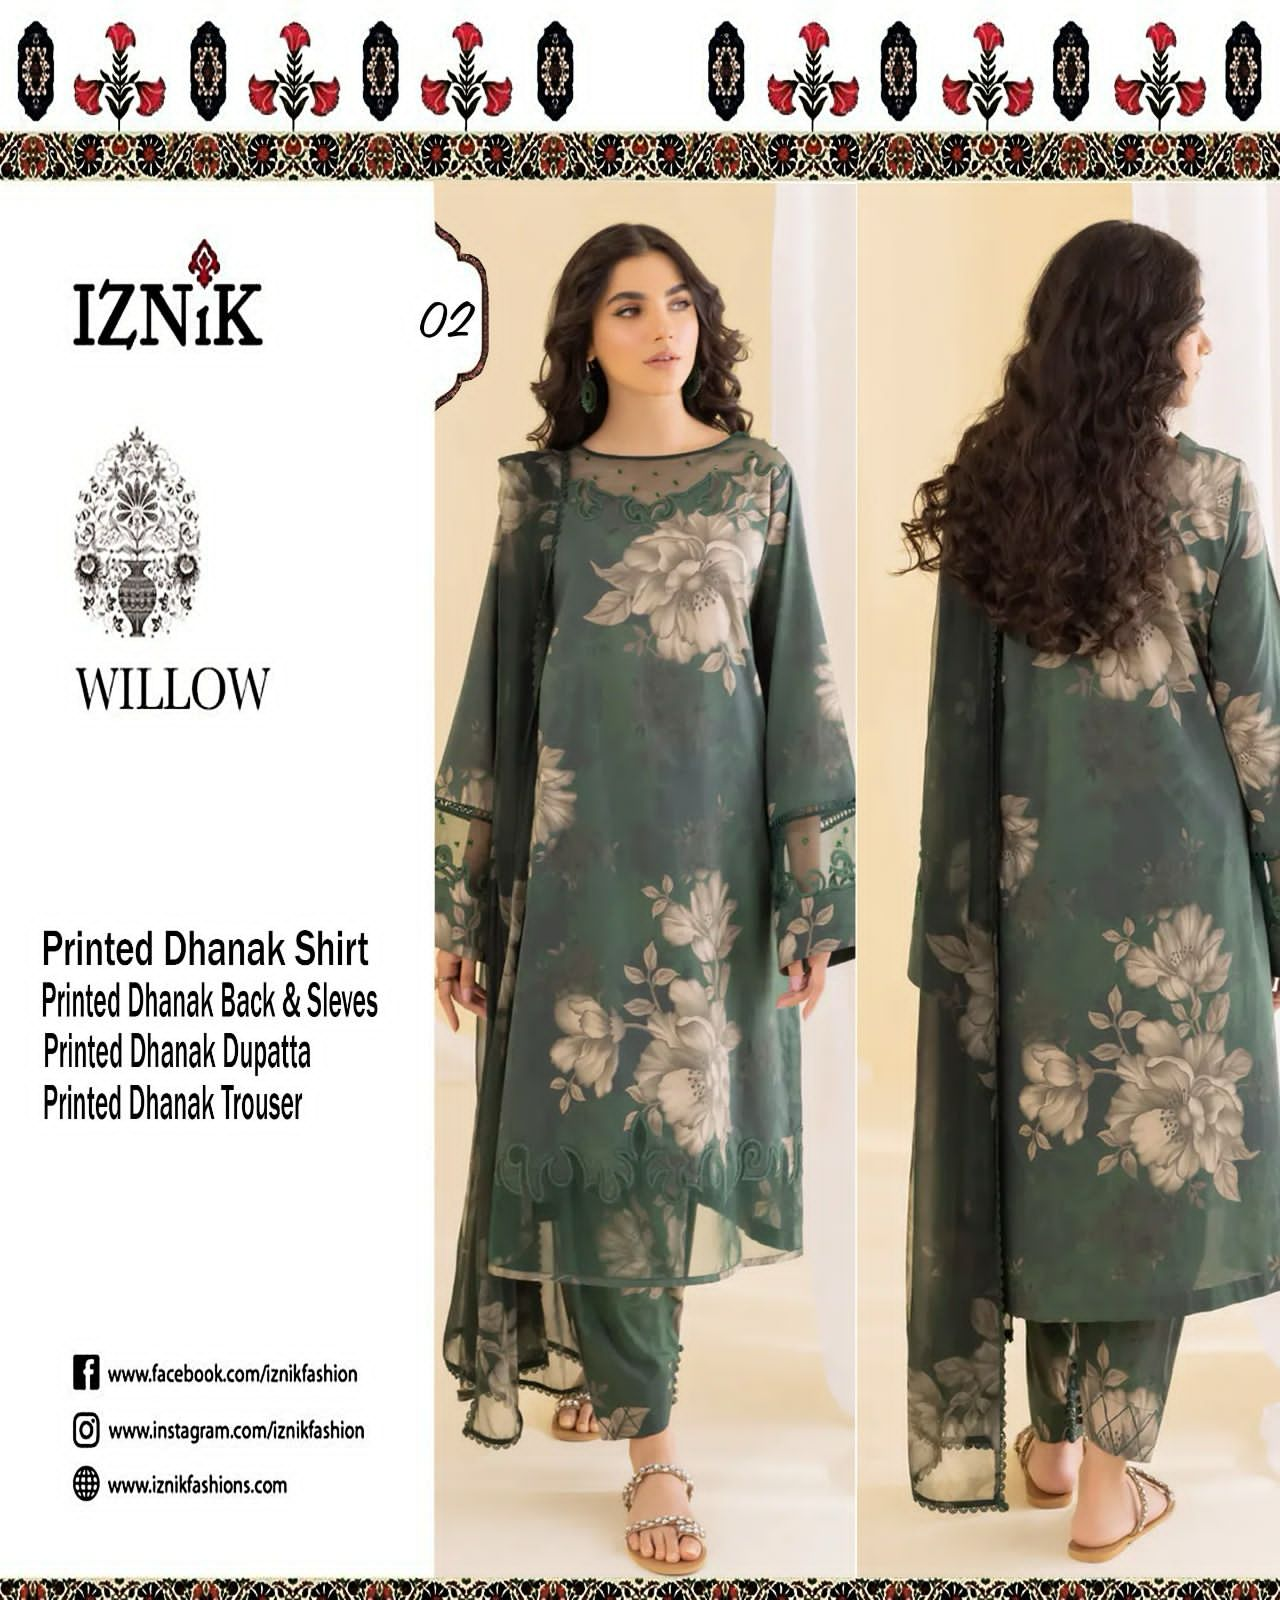 IZNiK
02
WILLOW
Printed Dhanak Shirt
Printed Dhanak Back & Sleves
Printed Dhanak Dupatta
Printed Dhanak Trouser
www.facebook.com/iznikfashion
www.instagram.com/iznikfashion
www.iznikfashions.com